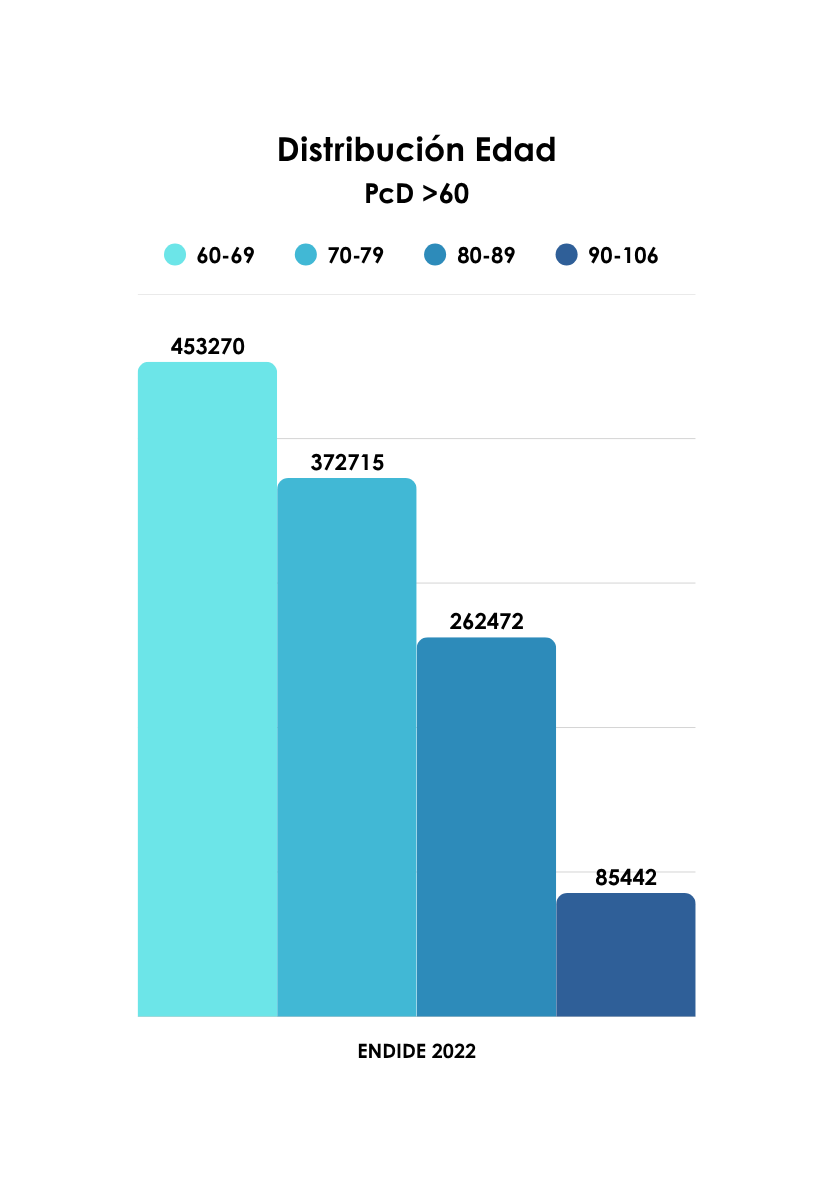 Distribución Edad
PcD >60
60-69 70-79 80-89 90-106
453270
372715
262472
85442
ENDIDE 2022